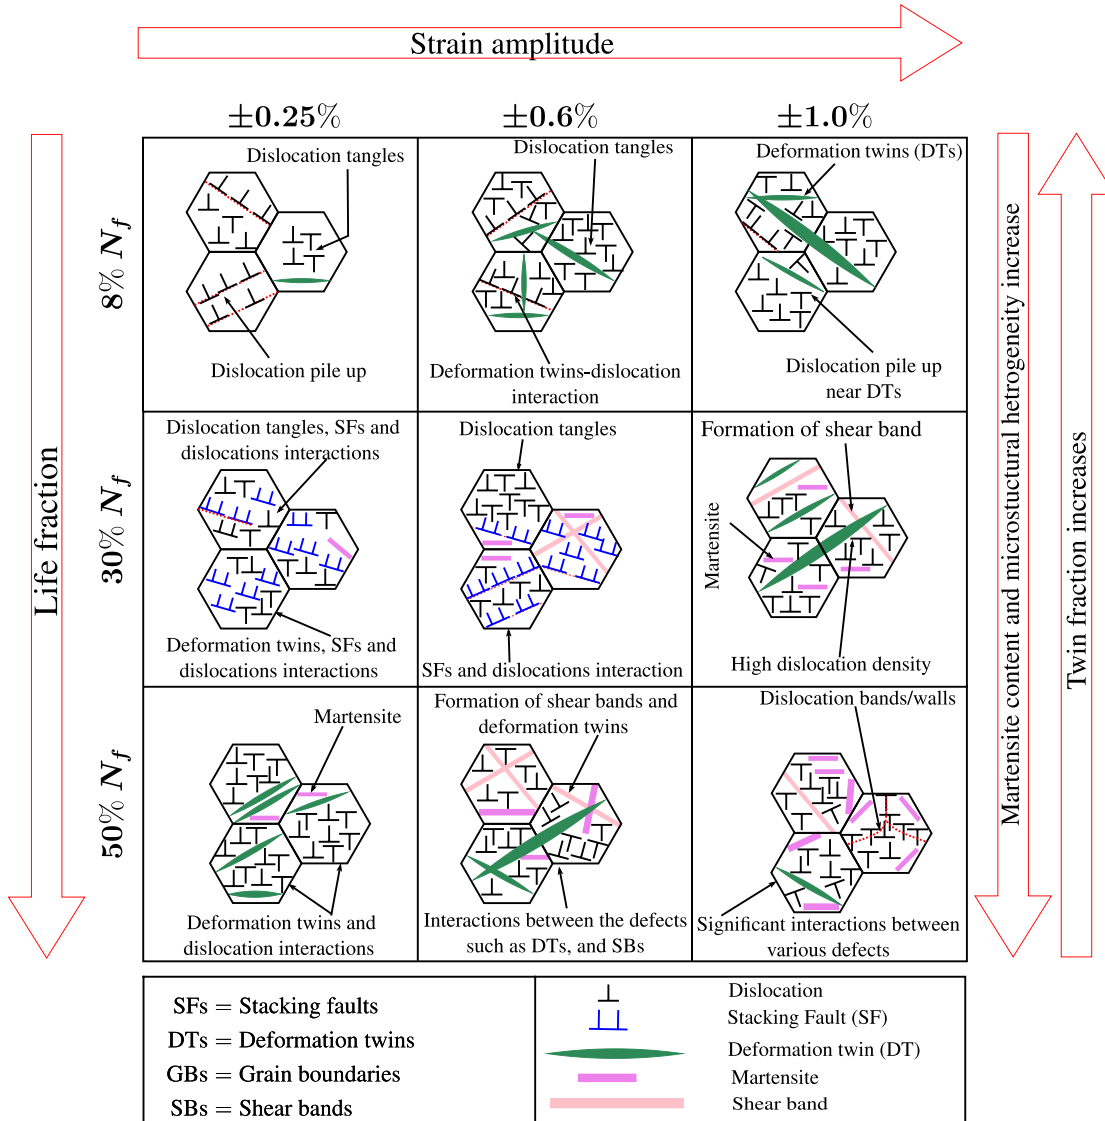 Strain amplitude
±0.25%
±0.6%
±1.0%
Life fraction
8% Nf
Dislocation tangles
Dislocation pile up
Dislocation tangles
Deformation twins-dislocation
interaction
Deformation twins (DTs)
Dislocation pile up
near DTs
30% Nf
Dislocation tangles, SFs and
dislocations interactions
Deformation twins, SFs and
dislocations interactions
Dislocation tangles
SFs and dislocations interaction
Formation of shear band
Martensite
High dislocation density
50% Nf
Martensite
Deformation twins and
dislocation interactions
Formation of shear bands and
deformation twins
Interactions between the defects
such as DTs, and SBs
Dislocation bands/walls
Significant interactions between
various defects
Martensite content and microstuctural hetrogeneity increase
Twin fraction increases
SFs = Stacking faults
DTs = Deformation twins
GBs = Grain boundaries
SBs = Shear bands
Dislocation
Stacking Fault (SF)
Deformation twin (DT)
Martensite
Shear band